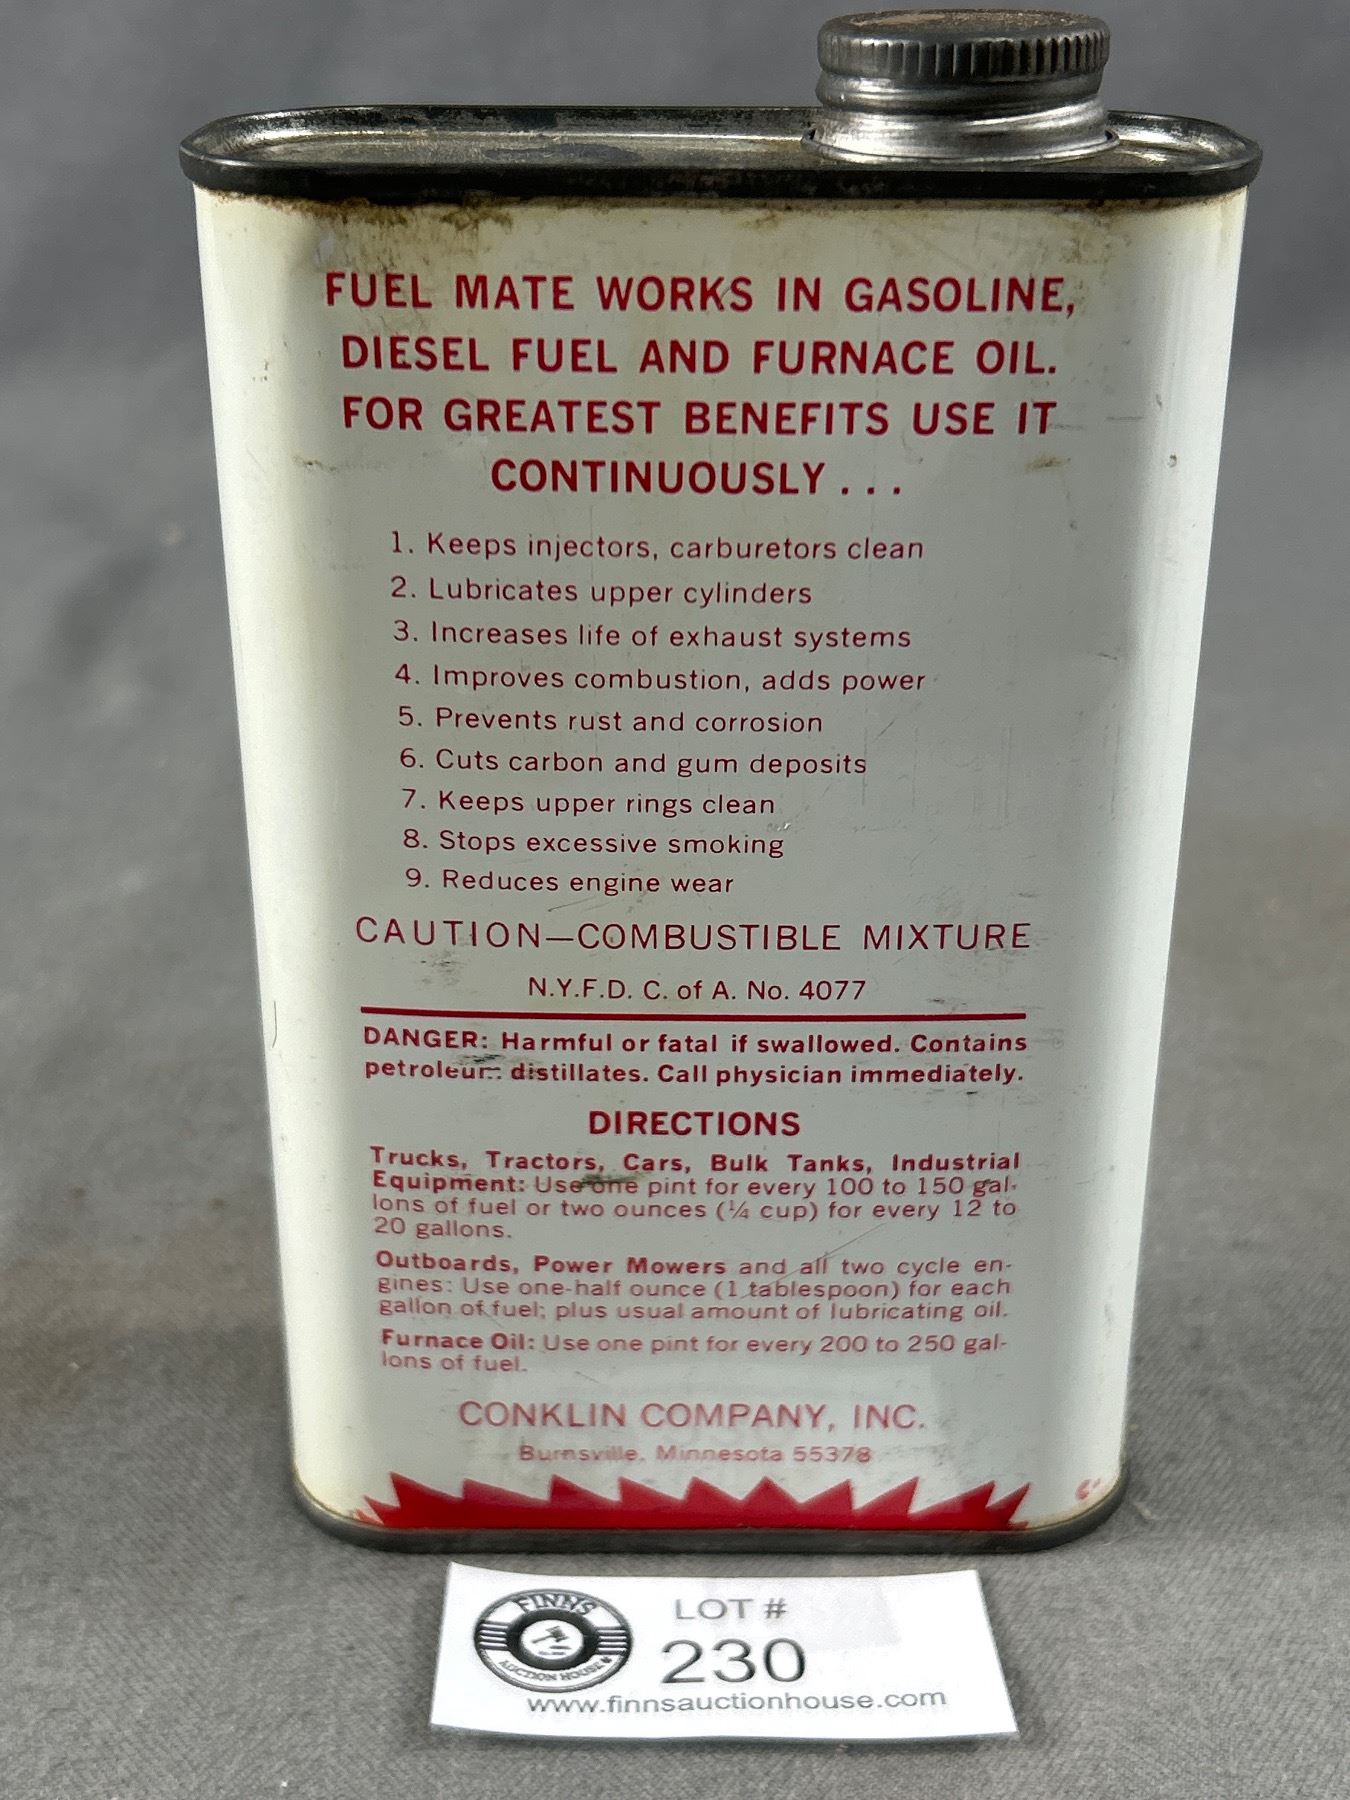 FUEL MATE WORKS IN GASOLINE,
DIESEL FUEL AND FURNACE OIL.
FOR GREATEST BENEFITS USE IT
CONTINUOUSLY...
1. Keeps injectors, carburetors clean
2. Lubricates upper cylinders
3. Increases life of exhaust systems
4. Improves combustion, adds power
5. Prevents rust and corrosion
6. Cuts carbon and gum deposits
7. Keeps upper rings clean
8. Stops excessive smoking
9. Reduces engine wear
CAUTION—COMBUSTIBLE MIXTURE
N.Y.F.D. C. of A. No. 4077
DANGER: Harmful or fatal if swallowed. Contains
petroleum distillates. Call physician immediately.
DIRECTIONS
Trucks, Tractors, Cars, Bulk Tanks, Industrial
Equipment: Use one pint for every 100 to 150 gal-
lons of fuel or two ounces (¼ cup) for every 12 to
20 gallons.
Outboards, Power Mowers and all two cycle en-
gines: Use one-half ounce (1 tablespoon) for each
gallon of fuel; plus usual amount of lubricating oil.
Furnace Oil: Use one pint for every 200 to 250 gal-
lons of fuel.
CONKLIN COMPANY, INC.
Burnsville, Minnesota 55378
FINNS
AUCTION HOUSE
LOT #
230
www.finnsauctionhouse.com